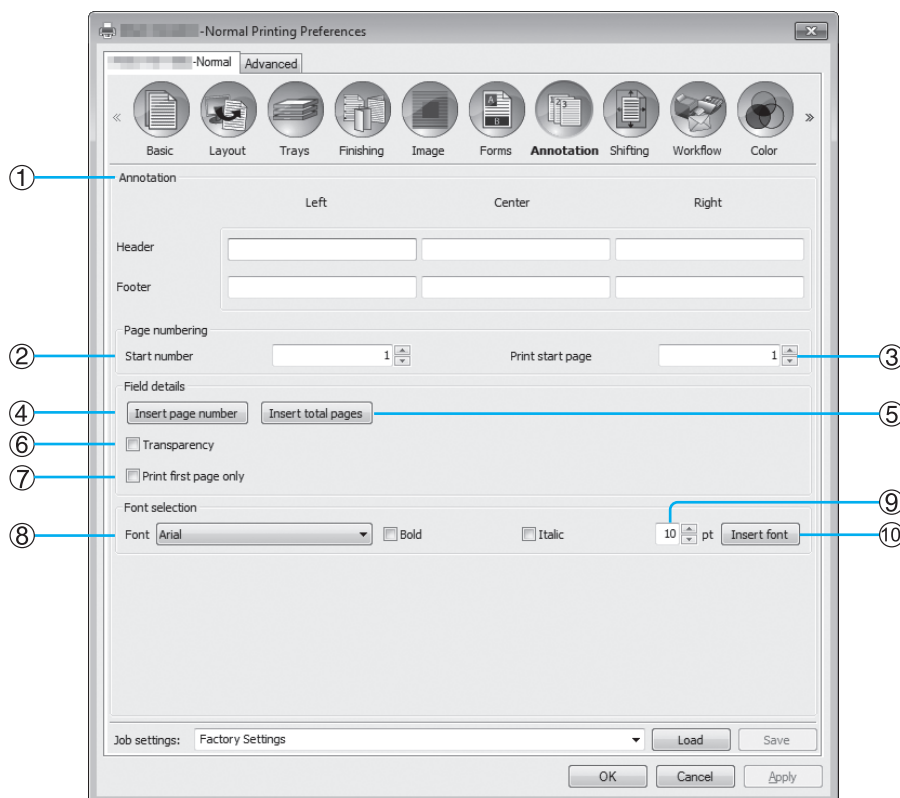 -Normal Printing Preferences
-Normal Advanced
1 2 3
A
B
« Basic Layout Trays Finishing Image Forms Annotation Shifting Workflow Color »
① Annotation
Left Center Right
Header
Footer
Page numbering
② Start number 1 Print start page 1 ③
Field details
④ Insert page number Insert total pages ⑤
⑥ Transparency
⑦ Print first page only
Font selection
⑨
⑧ Font Arial Bold Italic 10 pt Insert font ⑩
Job settings: Factory Settings Load Save
OK Cancel Apply